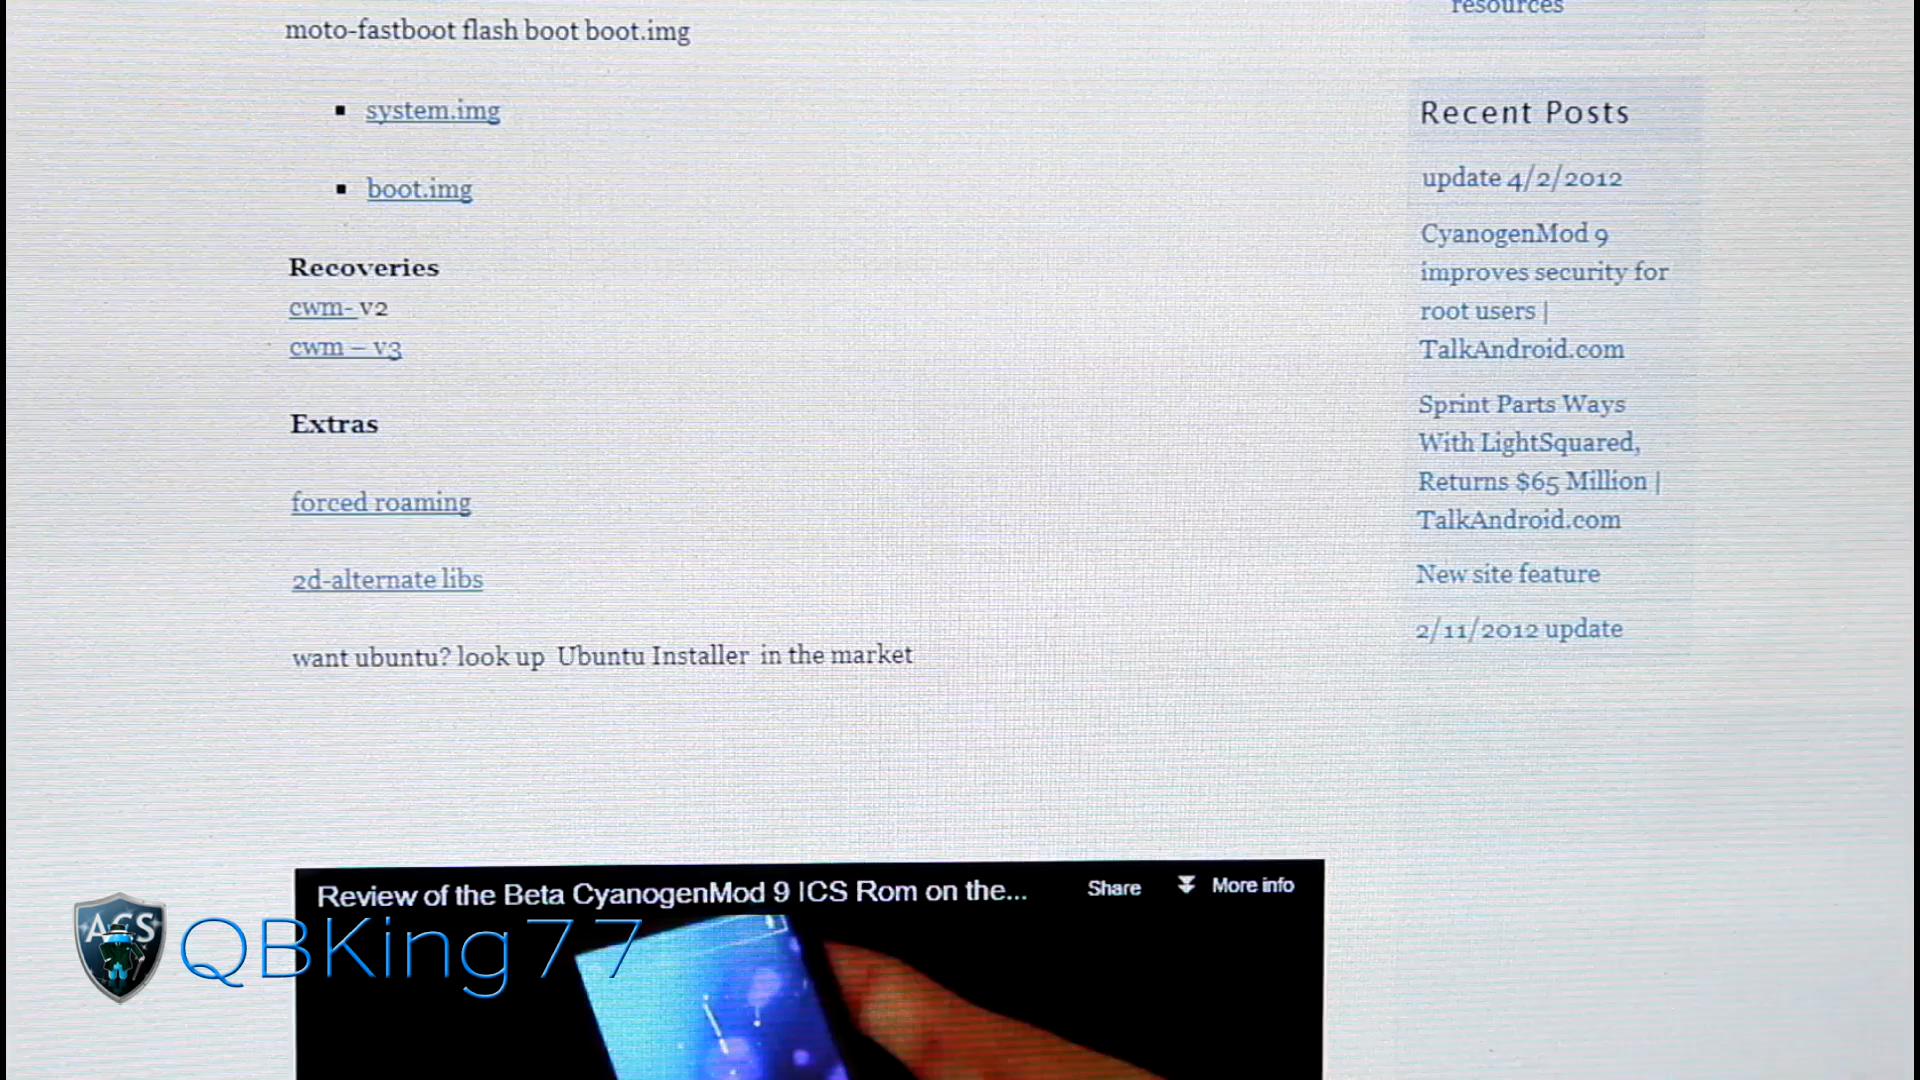 moto-fastboot flash boot boot.img
system.img
boot.img
Recoveries
cwm- v2
cwm – v3
Extras
forced roaming
2d-alternate libs
want ubuntu? look up Ubuntu Installer in the market
resources
Recent Posts
update 4/2/2012
CyanogenMod 9
improves security for
root users |
TalkAndroid.com
Sprint Parts Ways
With LightSquared,
Returns $65 Million |
TalkAndroid.com
New site feature
2/11/2012 update
Review of the Beta CyanogenMod 9 ICS Rom on the...
Share
More info
ACS
QBKing77